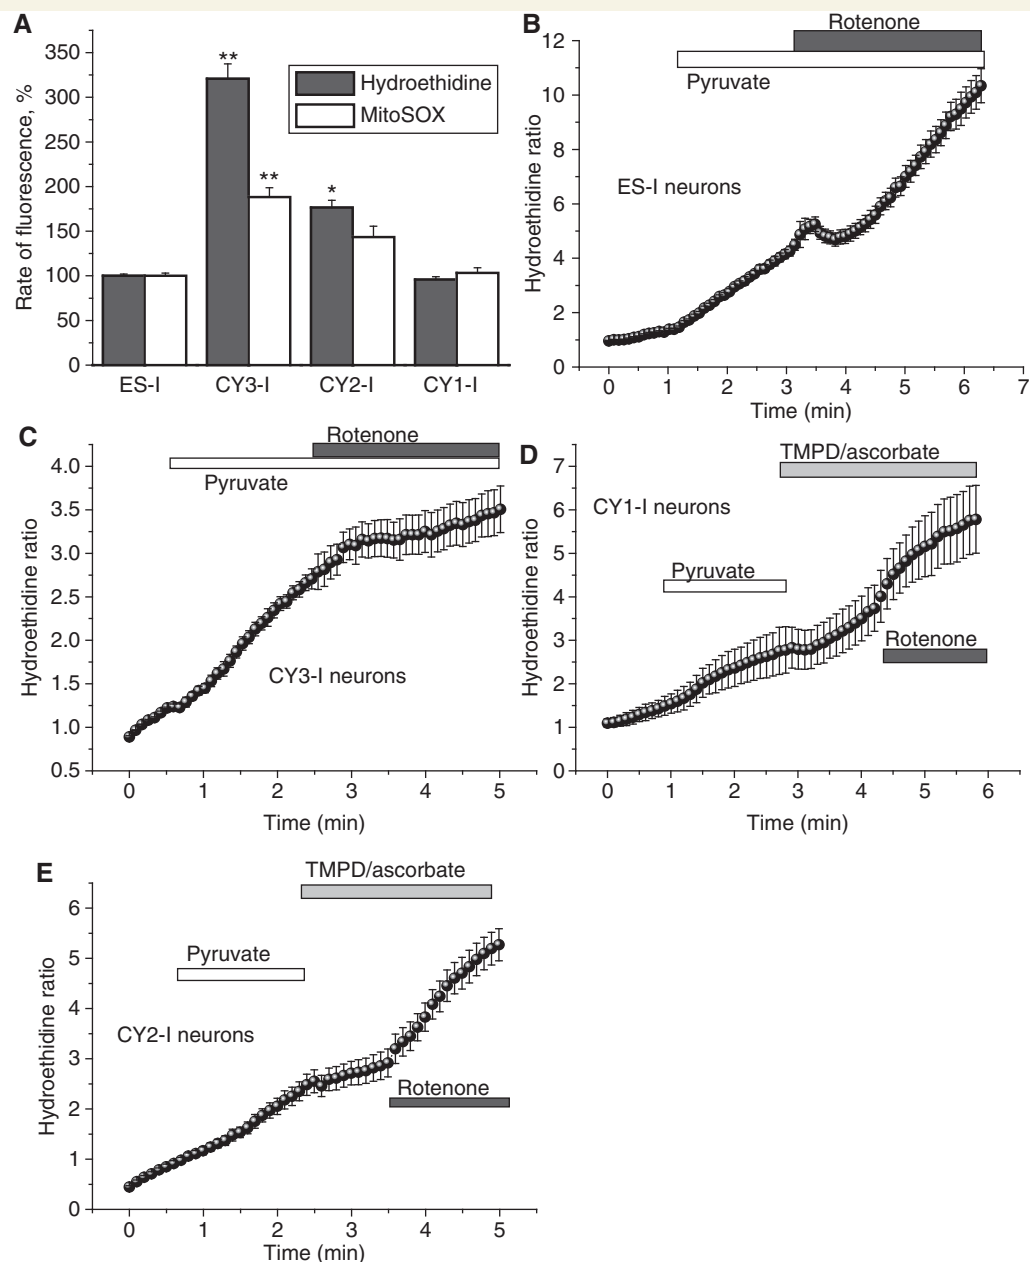 A
Rate of fluorescence, %
350
300
250
200
150
100
50
0
**
**
*
Hydroethidine
MitoSOX
ES-I
CY3-I
CY2-I
CY1-I
B
Rotenone
Pyruvate
ES-I neurons
Hydroethidine ratio
12
10
8
6
4
2
0
0 1 2 3 4 5 6 7
Time (min)
C
Rotenone
Pyruvate
CY3-I neurons
Hydroethidine ratio
4.0
3.5
3.0
2.5
2.0
1.5
1.0
0.5
0 1 2 3 4 5
Time (min)
D
TMPD/ascorbate
CY1-I neurons
Pyruvate
Rotenone
Hydroethidine ratio
7
6
5
4
3
2
1
0
0 1 2 3 4 5 6
Time (min)
E
TMPD/ascorbate
Pyruvate
CY2-I neurons
Rotenone
Hydroethidine ratio
6
5
4
3
2
1
0
0 1 2 3 4 5
Time (min)